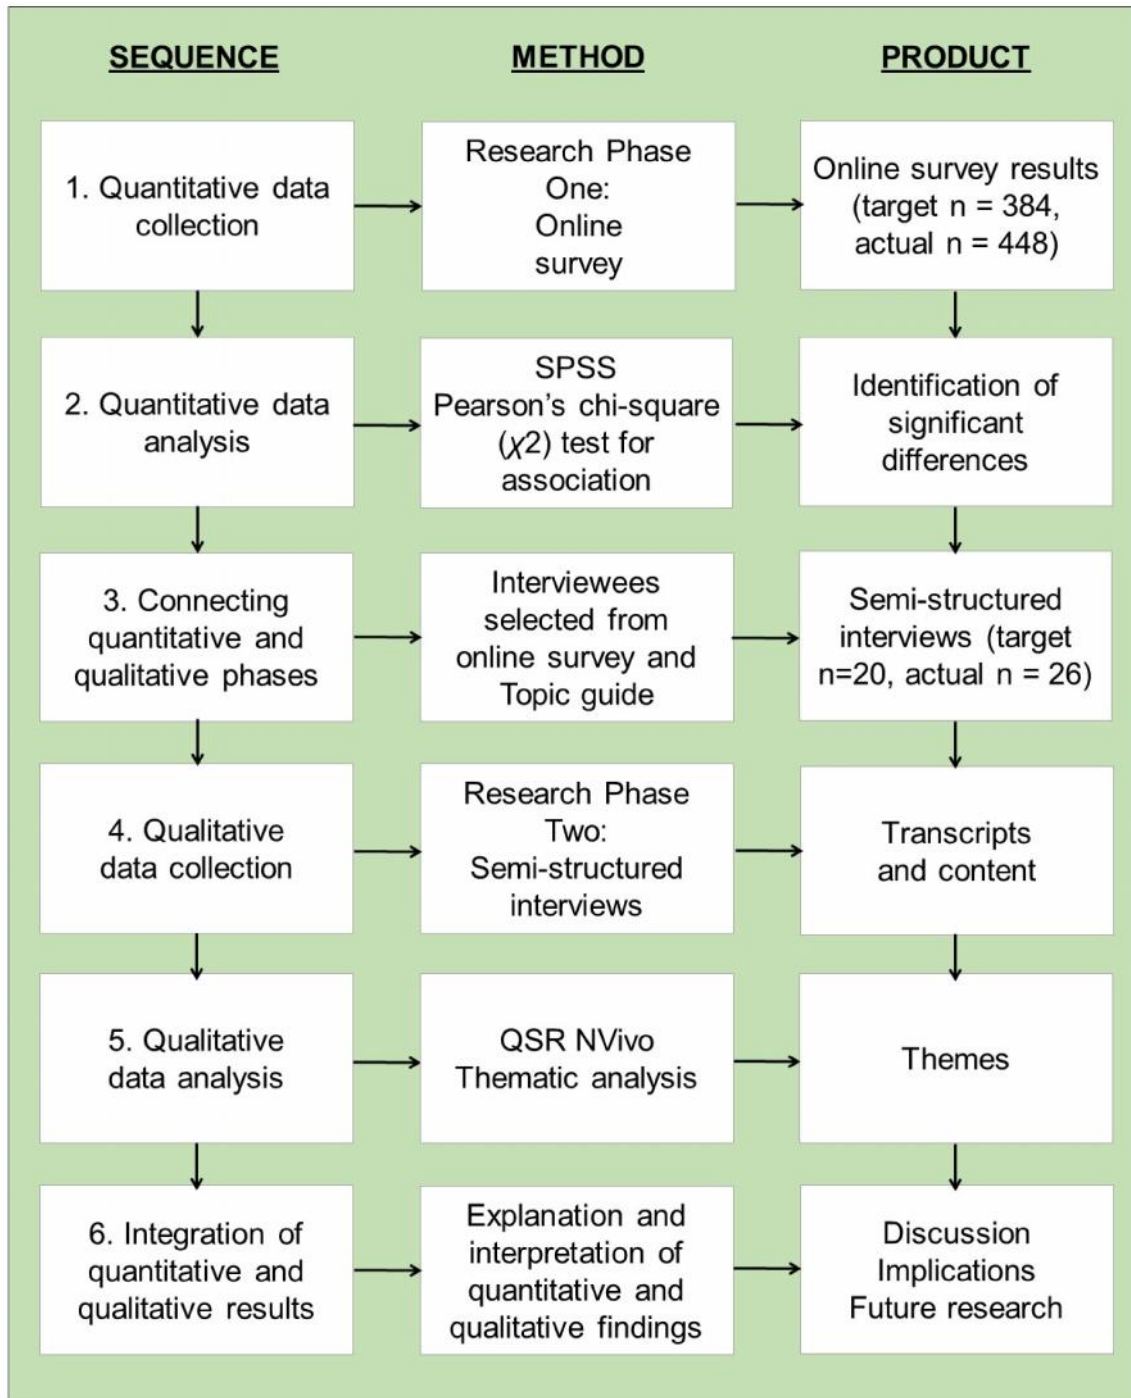 SEQUENCE
METHOD
PRODUCT
1. Quantitative data
collection
Research Phase
One:
Online
survey
Online survey results
(target n = 384,
actual n = 448)
2. Quantitative data
analysis
SPSS
Pearson’s chi-square
(χ2) test for
association
Identification of
significant
differences
3. Connecting
quantitative and
qualitative phases
Interviewees
selected from
online survey and
Topic guide
Semi-structured
interviews (target
n=20, actual n = 26)
4. Qualitative
data collection
Research Phase
Two:
Semi-structured
interviews
Transcripts
and content
5. Qualitative
data analysis
QSR NVivo
Thematic analysis
Themes
6. Integration of
quantitative and
qualitative results
Explanation and
interpretation of
quantitative and
qualitative findings
Discussion
Implications
Future research